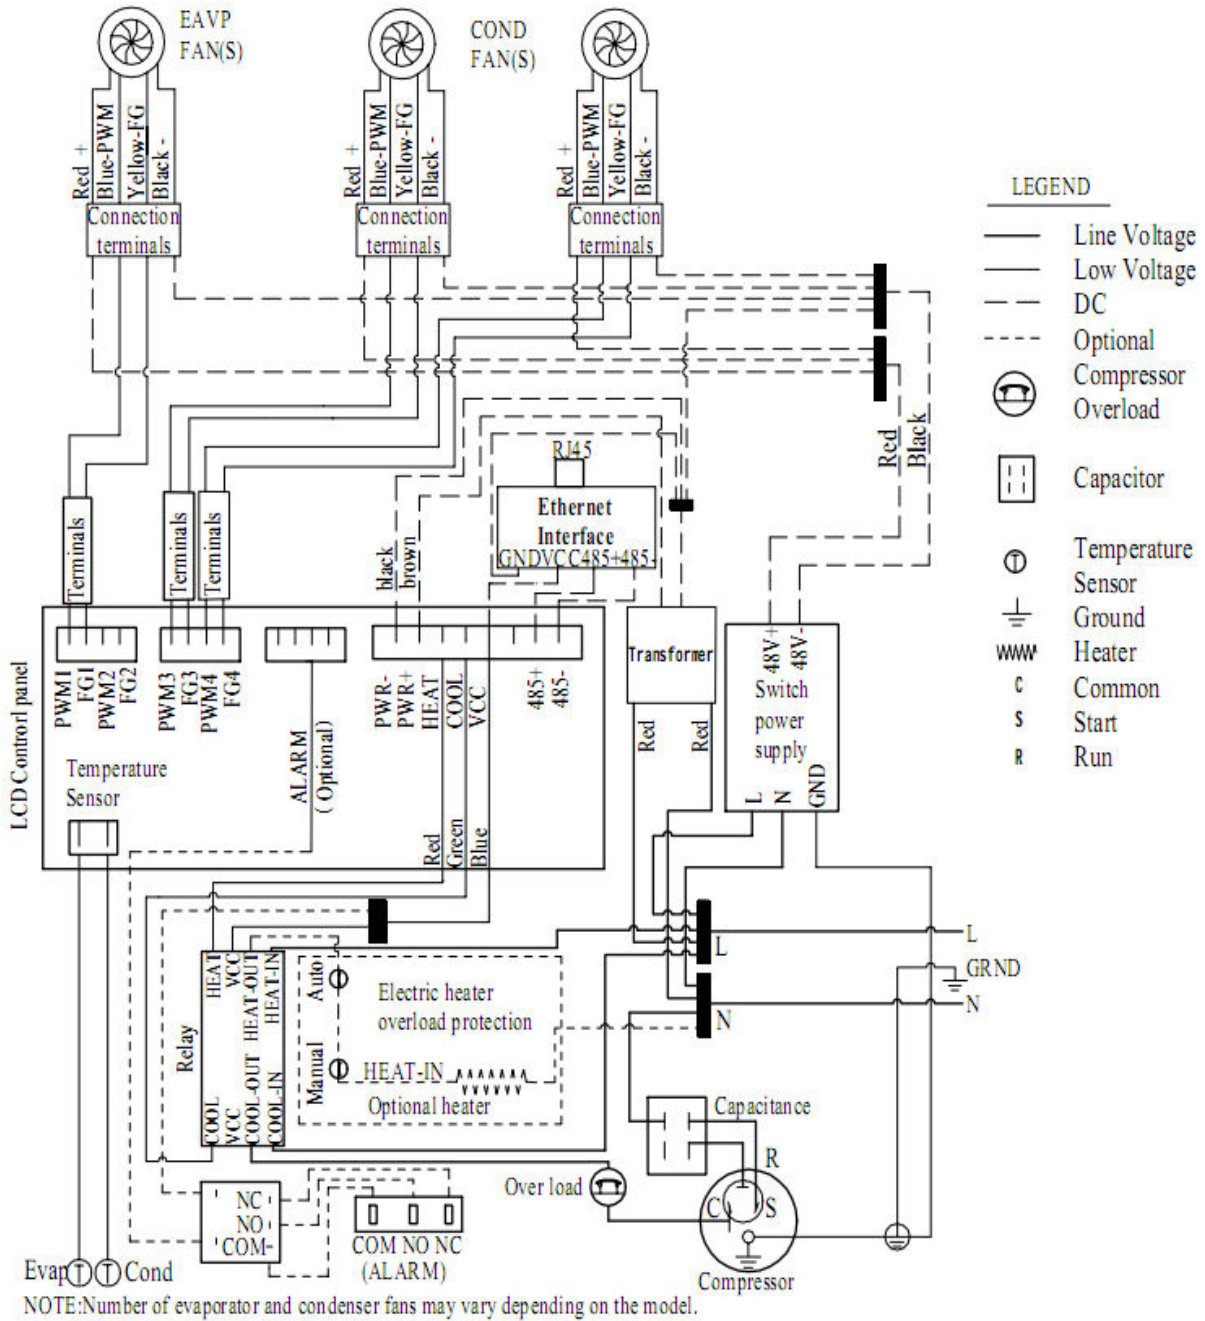 EAVP
FAN(S)
COND
FAN(S)
Red +
Blue-PWM
Yellow-FG
Black -
Red +
Blue-PWM
Yellow-FG
Black -
Red +
Blue-PWM
Yellow-FG
Black -
Connection
terminals
Connection
terminals
Connection
terminals
LEGEND
Line Voltage
Low Voltage
DC
Optional
Compressor
Overload
Capacitor
Temperature
Sensor
Ground
Heater
C Common
S Start
R Run
Red
Black
RJ45
Ethernet
Interface
GND VCC 485+ 485-
black
brown
Terminals
Terminals
Terminals
LCD Controrl panel
PWM1
FG1
PWM2
FG2
PWM3
FG3
PWM4
FG4
ALARM
( Optional)
PWR-
PWR+
HEAT
COOL
VCC
485+
485-
Temperature
Sensor
Red
Green
Blue
Transformer
Red
Red
48V+
48V-
Switch
power
supply
L
N
GND
L
L
GRND
N
N
Relay
HEAT
VCC
HEAT-OUT
HEAT-IN
COOL
VCC
COOL-OUT
COOL-IN
Auto
Manual
Electric heater
overload protection
HEAT-IN
Optional heater
Capacitance
R
C
S
Over load
Compressor
NC
NO
COM-
COM NO NC
(ALARM)
Evap
T
T
Cond
NOTE:Number of evaporator and condenser fans may vary depending on the model.